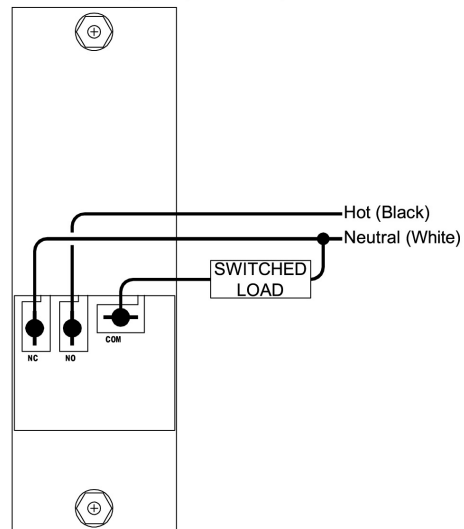 Hot (Black)
Neutral (White)
SWITCHED
LOAD
COM
NC
NO